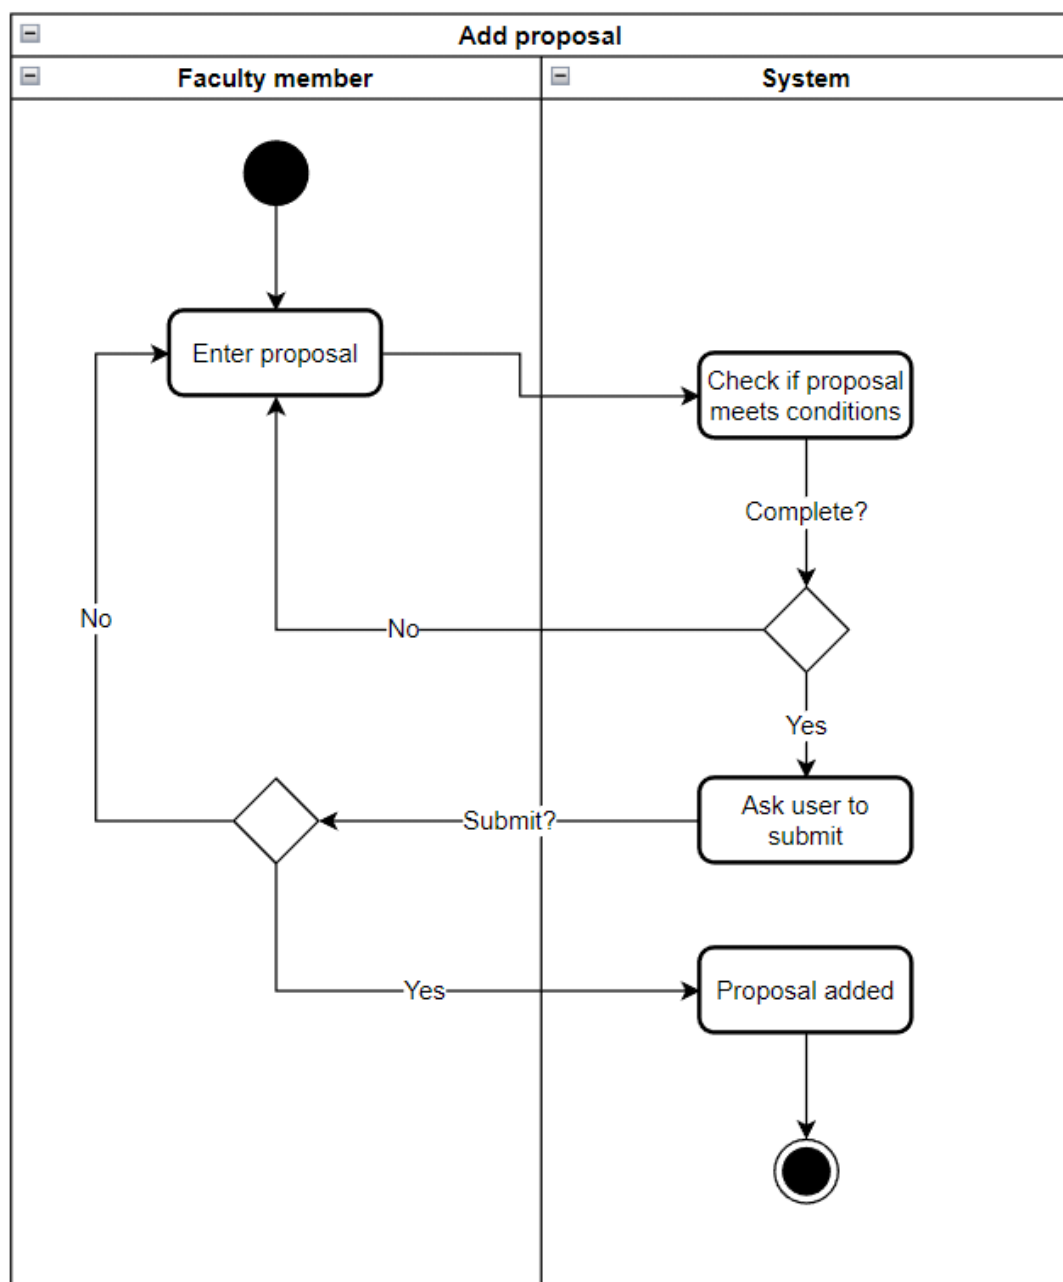 Add proposal
Faculty member
System
Enter proposal
Check if proposal
meets conditions
Complete?
No
No
Yes
Ask user to
submit
Submit?
Yes
Proposal added